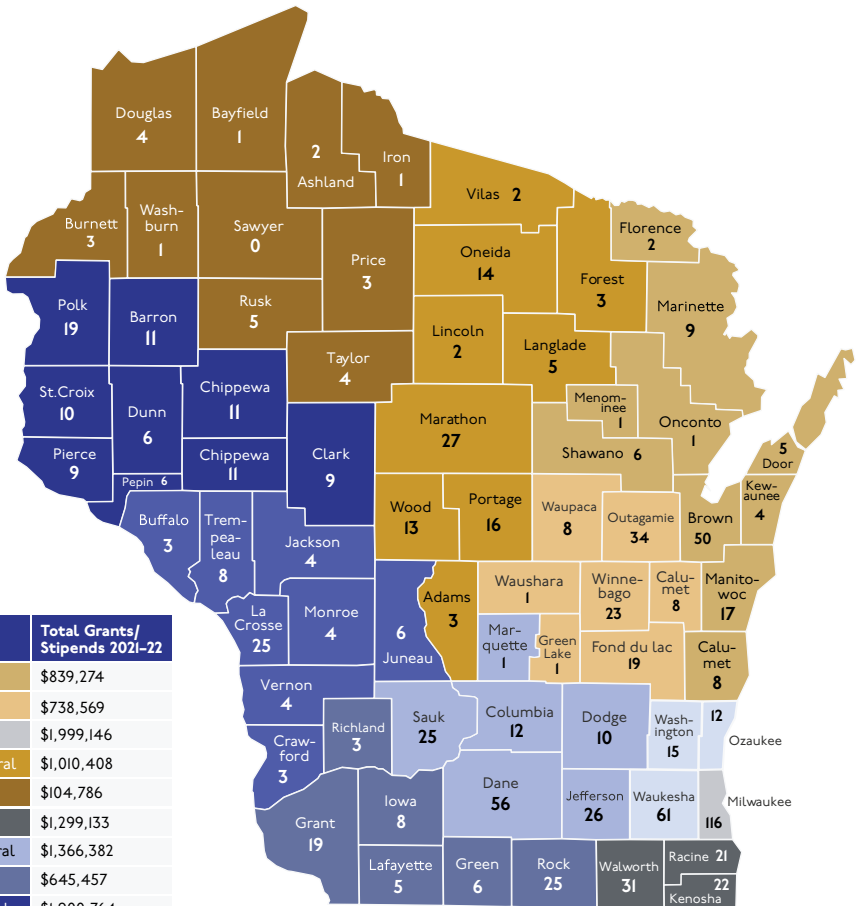 Douglas
4
Bayfield
1
2
Ashland
Iron
1
Vilas 2
Burnett
3
Wash-
burn
1
Sawyer
0
Price
3
Oneida
14
Forest
3
Florence
2
Marinette
9
Polk
19
Barron
11
Rusk
5
Taylor
4
Lincoln
2
Langlade
5
St.Croix
10
Dunn
6
Chippewa
11
Clark
9
Marathon
27
Menom-
inee
1
Onconto
1
Shawano 6
5
Door
Pierce
9
Chippewa
11
Pepin 6
Buffalo
3
Trem-
pea-
leau
8
Jackson
4
Wood
13
Portage
16
Waupaca
8
Outagamie
34
Brown
50
Kew-
aunee
4
La
Crosse
25
Monroe
4
6
Juneau
Adams
3
Waushara
1
Winne-
bago
23
Calu-
met
8
Manito-
woc
17
Mar-
quette
1
Green
Lake
1
Fond du lac
19
Calu-
met
8
Vernon
4
Craw-
ford
3
Richland
3
Sauk
25
Columbia
12
Dodge
10
Wash-
ington
15
12
Ozaukee
Grant
19
Iowa
8
Dane
56
Jefferson
26
Waukesha
61
Milwaukee
116
Lafayette
5
Green
6
Rock
25
Walworth
31
Racine 21
22
Kenosha
Total Grants/
Stipends 2021-22
$839,274
$738,569
$1,999,146
ral $1,010,408
$104,786
$1,299,133
ral $1,366,382
$645,457